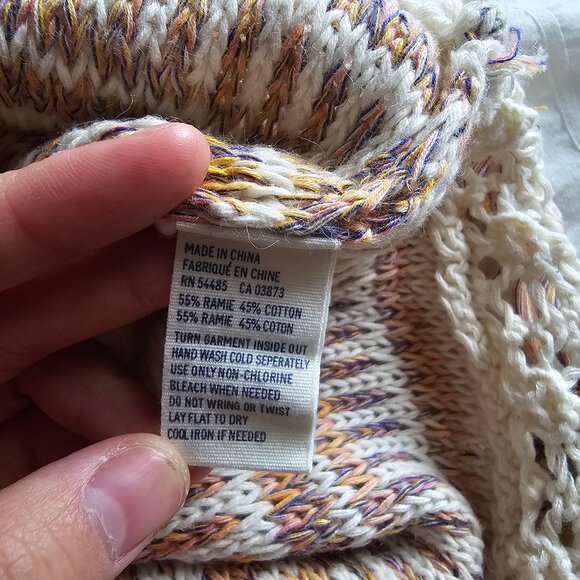 MADE IN CHINA
FABRIQUÉ EN CHINE
RN 54485 CA 03873
55% RAMIE 45% COTTON
55% RAMIE 45% COTON
TURN GARMENT INSIDE OUT
HAND WASH COLD SEPERATELY
USE ONLY NON-CHLORINE
BLEACH WHEN NEEDED
DO NOT WRING OR TWIST
LAY FLAT TO DRY
COOL IRON IF NEEDED